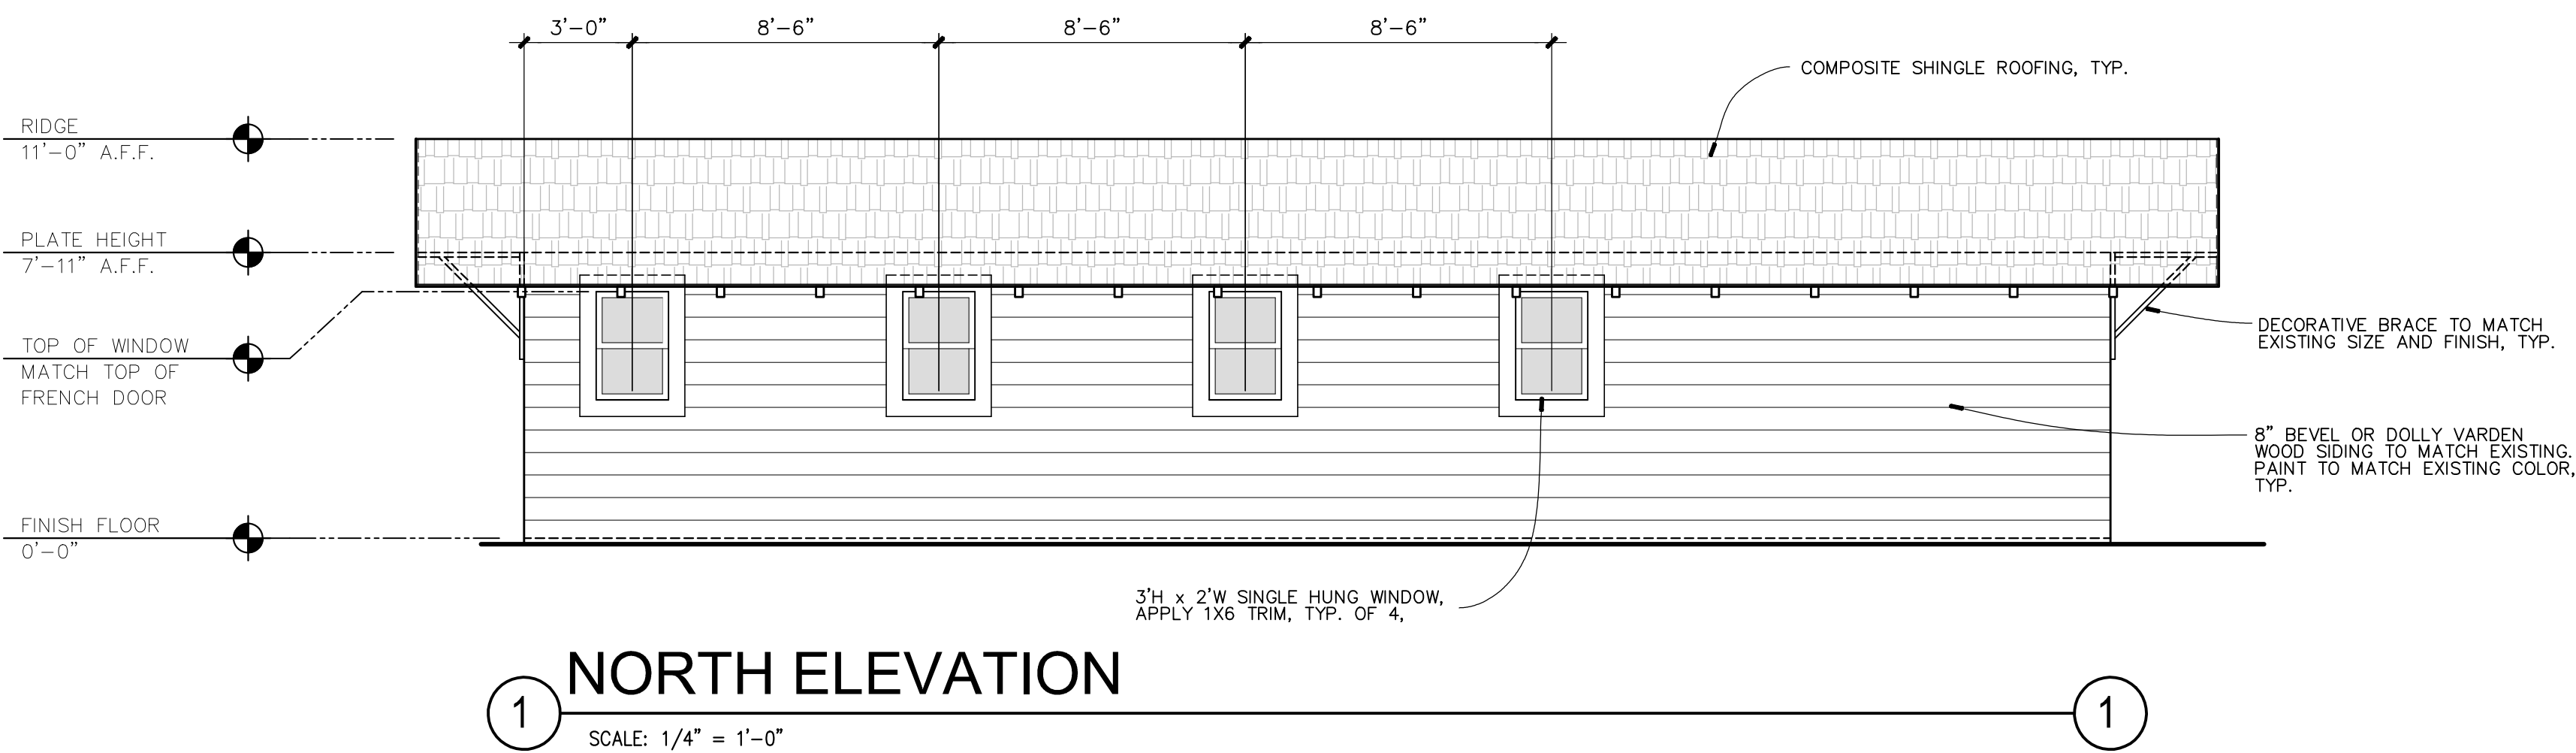 3'-0" 8'-6" 8'-6" 8'-6"
COMPOSITE SHINGLE ROOFING, TYP.
RIDGE
11'-0" A.F.F.
PLATE HEIGHT
7'-11" A.F.F.
TOP OF WINDOW
MATCH TOP OF
FRENCH DOOR
DECORATIVE BRACE TO MATCH
EXISTING SIZE AND FINISH, TYP.
8" BEVEL OR DOLLY VARDEN
WOOD SIDING TO MATCH EXISTING.
PAINT TO MATCH EXISTING COLOR,
TYP.
FINISH FLOOR
0'-0"
3'H x 2'W SINGLE HUNG WINDOW,
APPLY 1X6 TRIM, TYP. OF 4,
NORTH ELEVATION
1 1
SCALE: 1/4" = 1'-0"